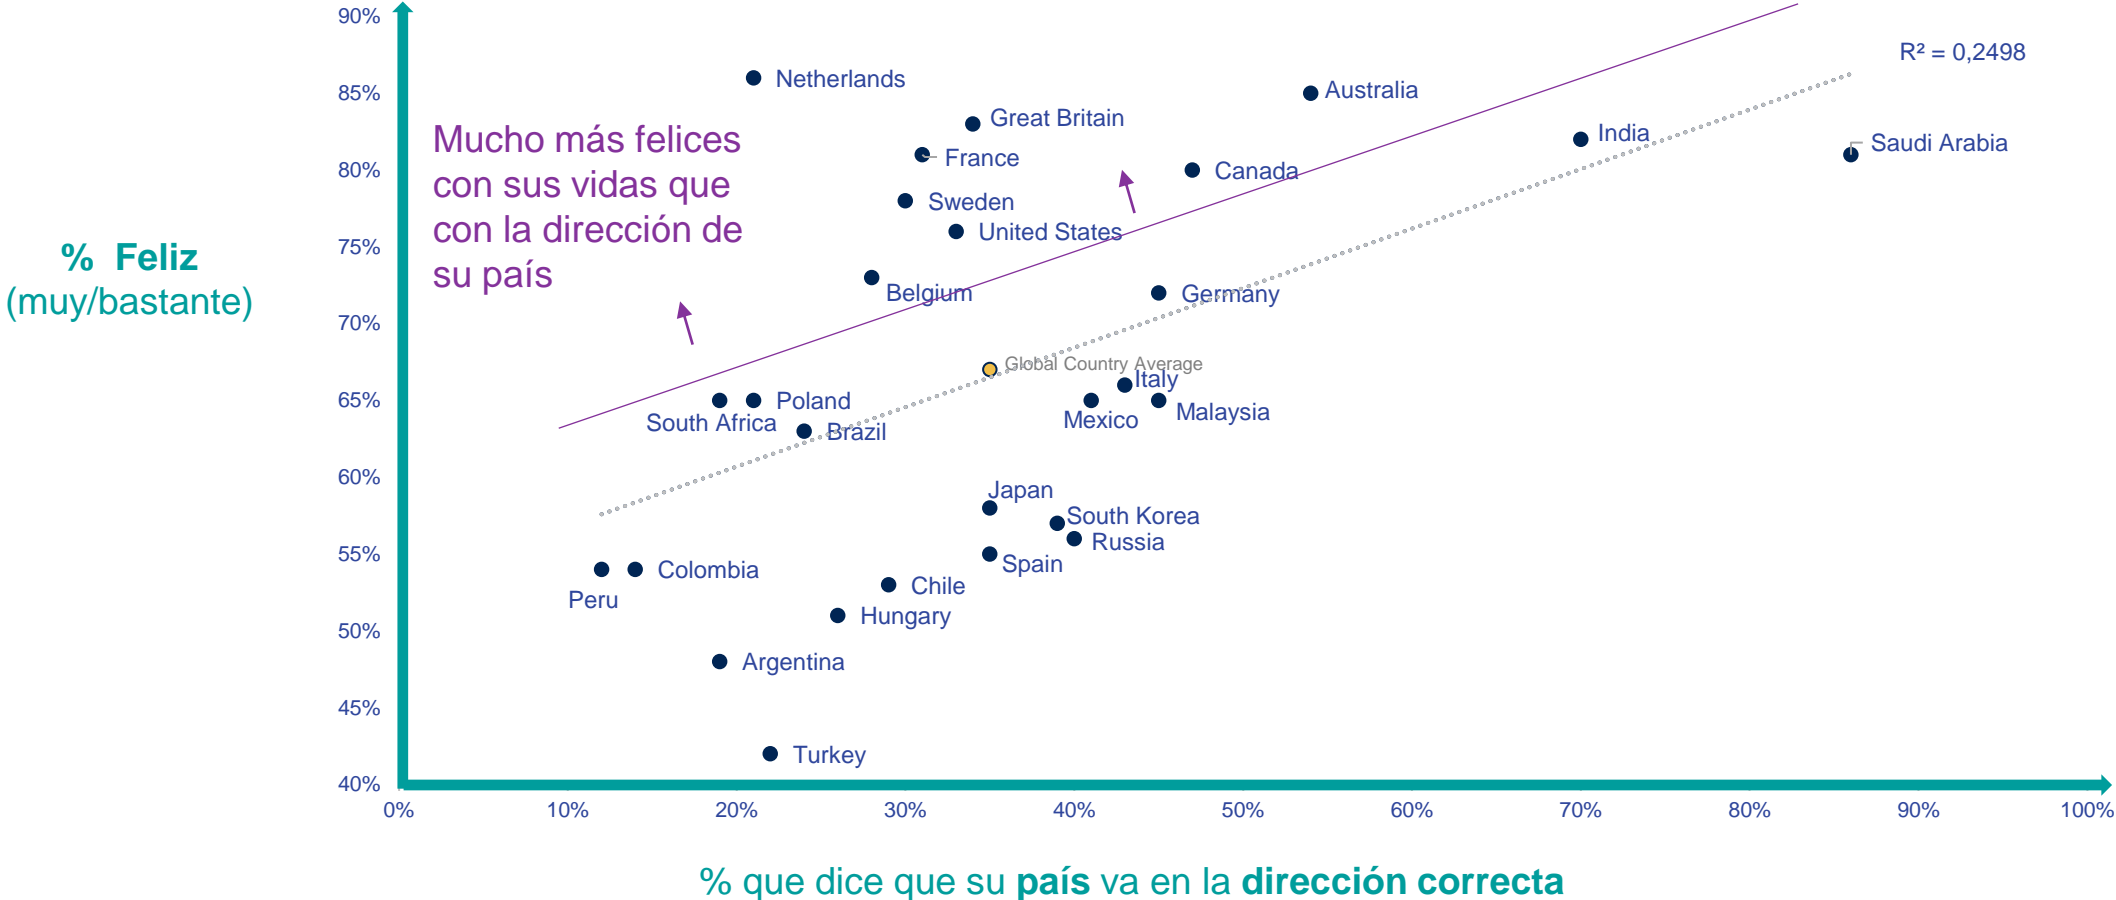 90%
R² = 0,2498
Netherlands
85%
Australia
Great Britain
India
Mucho más felices
con sus vidas que
con la dirección de
su país
France
Saudi Arabia
80%
Canada
Sweden
United States
75%
% Feliz
(muy/bastante)
Belgium
Germany
70%
Global Country Average
Italy
65%
Poland
Mexico
Malaysia
South Africa
Brazil
60%
Japan
South Korea
Russia
55%
Spain
Colombia
Chile
Peru
Hungary
50%
Argentina
45%
Turkey
40%
0% 10% 20% 30% 40% 50% 60% 70% 80% 90% 100%
% que dice que su país va en la dirección correcta